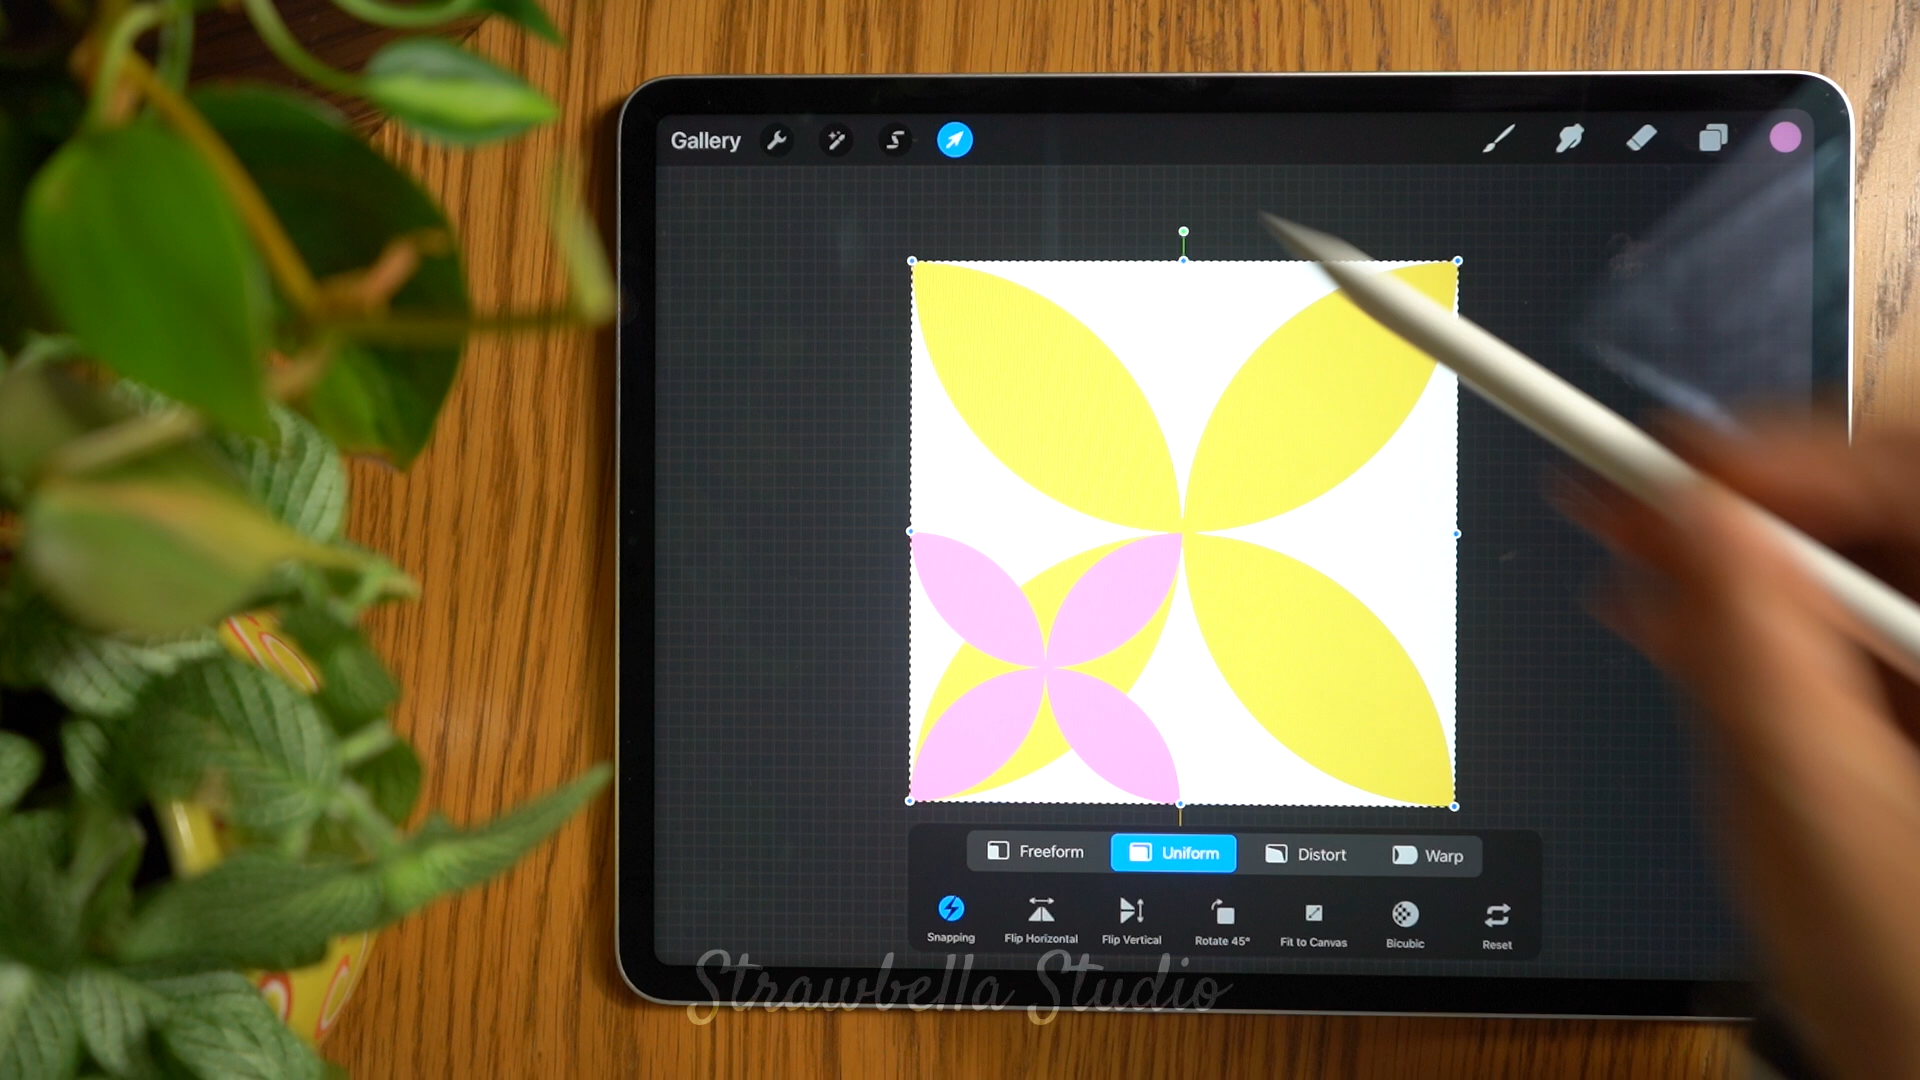 Gallery
Freeform Uniform Distort Warp
Snapping Flip Horizontal Flip Vertical Rotate 45° Fit to Canvas Bicubic Reset
Strawbella Studio